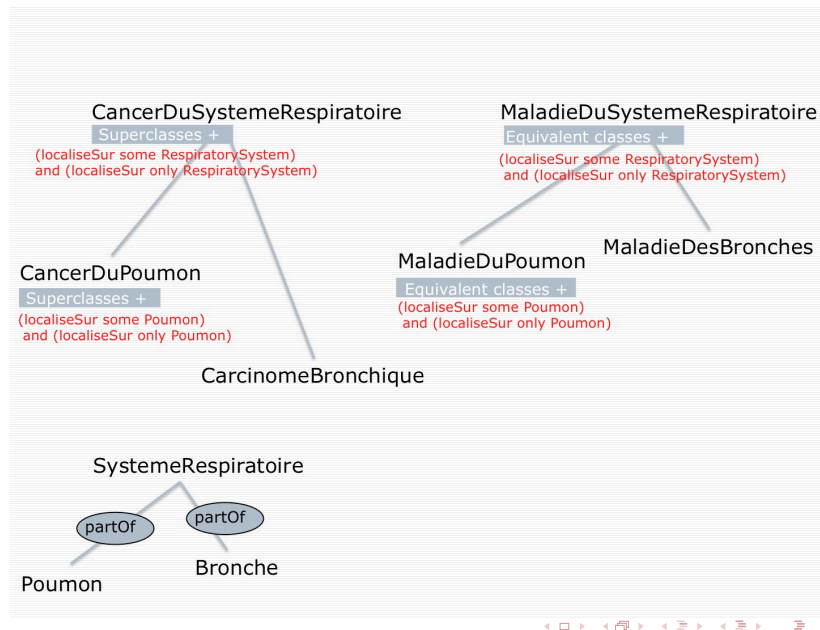 CancerDuSystemeRespiratoire
Superclasses +
(localiseSur some RespiratorySystem)
and (localiseSur only RespiratorySystem)
MaladieDuSystemeRespiratoire
Equivalent classes +
(localiseSur some RespiratorySystem)
and (localiseSur only RespiratorySystem)
CancerDuPoumon
Superclasses +
(localiseSur some Poumon)
and (localiseSur only Poumon)
MaladieDuPoumon
Equivalent classes +
(localiseSur some Poumon)
and (localiseSur only Poumon)
MaladieDesBronches
CarcinomeBronchique
SystemeRespiratoire
partOf
partOf
Poumon
Bronche